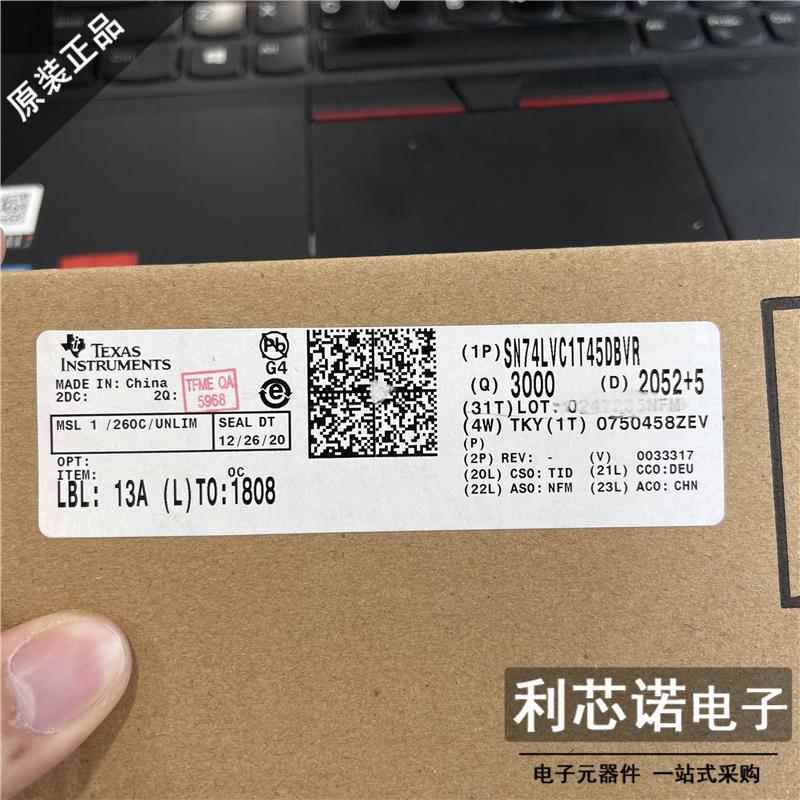 原装正品
TEXAS
INSTRUMENTS
MADE IN: China
2DC: 2Q:
TFME QA
5968
Pb
G4
e
MSL 1 /260C/UNLIM
SEAL DT
12/26/20
OPT:
ITEM:
0C
LBL: 13A (L)TO:1808
(1P) SN74LVC1T45DBVR
(Q) 3000 (D) 2052+5
(31T) LOT:
(4W) TKY(1T) 0750458ZEV
(P)
(2P) REV: - (V) 0033317
(20L) CSO: TID (21L) CCO:DEU
(22L) ASO: NFM (23L) ACO: CHN
利芯诺电子
电子元器件 一站式采购